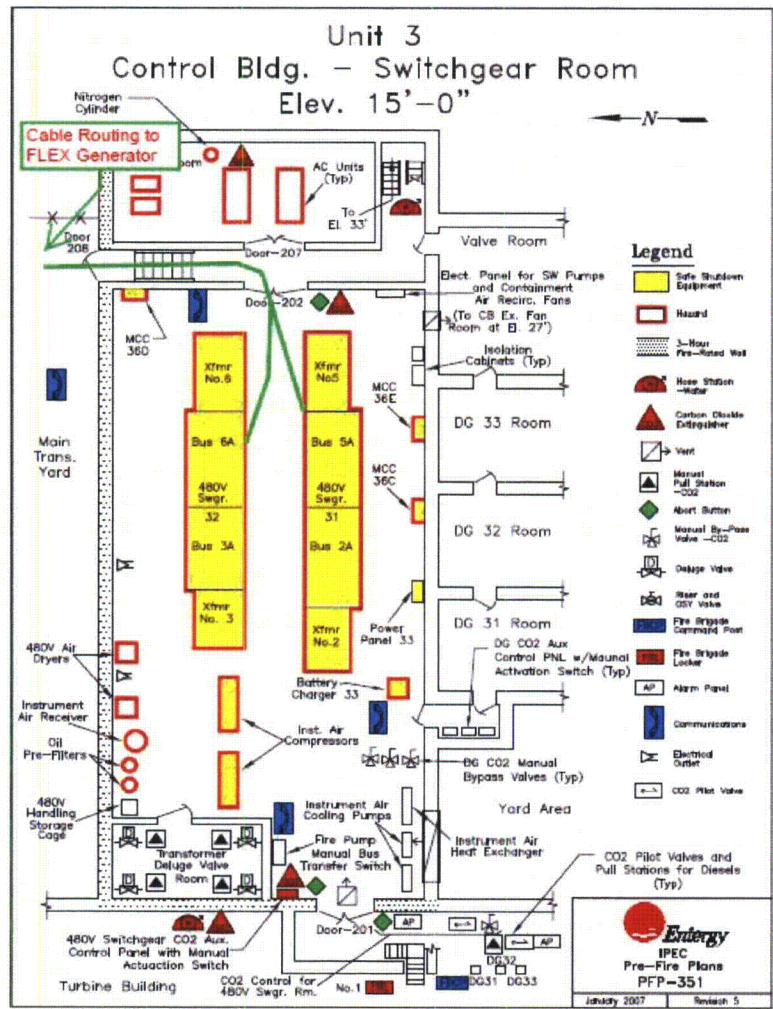 Unit 3
Control Bldg. – Switchgear Room
Elev. 15'-0"
N
Nitrogen
Cylinder
Cable Routing to
FLEX Generator
AC Units
(Typ)
To
El. 33'
Door
208
Door-207
Valve Room
Door-202
Elect. Panel for SW Pumps
and Containment
Air Recirc. Fans
(To CB Ex. Fan
Room at El. 27')
Isolation
Cabinets (Typ)
MCC
36D
Xfmr
No.6
Xfmr
No5
MCC
36E
DG 33 Room
Main
Trans.
Yard
Bus 6A
Bus 5A
480V
Swgr.
480V
Swgr.
MCC
36C
32
31
DG 32 Room
Bus 3A
Bus 2A
Xfmr
No. 3
Xfmr
No.2
Power
Panel 33
DG 31 Room
480V Air
Dryers
DG CO2 Aux
Control PNL w/Maunal
Activation Switch (Typ)
Battery
Charger 33
Instrument
Air Receiver
Inst. Air
Compressors
Oil
Pre-Filters
DG CO2 Manual
Bypass Valves (Typ)
480V
Handling
Storage
Cage
Instrument Air
Cooling Pumps
Yard Area
Transformer
Deluge Valve
Room
Fire Pump
Manual Bus
Transfer Switch
Instrument Air
Heat Exchanger
CO2 Pilot Valves and
Pull Stations for Diesels
(Typ)
Door-201
AP
AP
480V Switchgear CO2 Aux.
Control Panel with Manual
Actuaction Switch
DG32
Turbine Building
CO2 Control for
480V Swgr. Rm.
No.1
DG31
DG33
Legend
Safe Shutdown
Equipment
Hazard
3-Hour
Fire-Rated Wall
Hose Station
-Water
Carbon Dioxide
Extinguisher
Vent
Manual
Pull Station
-CO2
Abort Button
Manual By-Pass
Valve -CO2
Deluge Valve
Riser and
OSY Valve
Fire Brigade
Command Post
Fire Brigade
Locker
AP
Alarm Panel
Communications
Electrical
Outlet
CO2 Pilot Valve
Entergy
IPEC
Pre-Fire Plans
PFP-351
January 2007
Revision 5